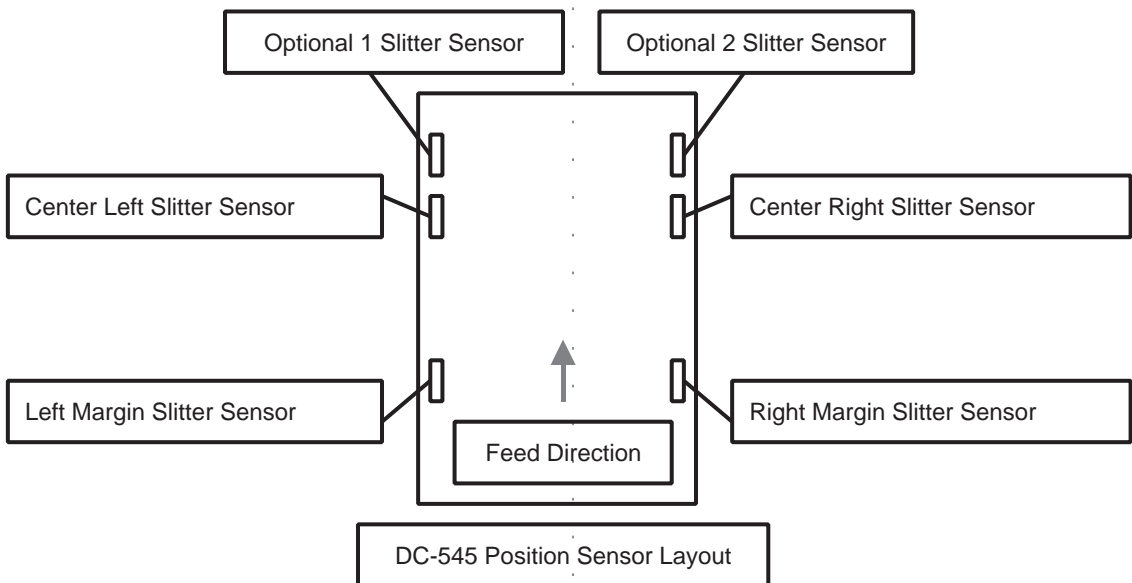 Optional 1 Slitter Sensor
Optional 2 Slitter Sensor
Center Left Slitter Sensor
Center Right Slitter Sensor
Left Margin Slitter Sensor
Right Margin Slitter Sensor
Feed Direction
DC-545 Position Sensor Layout